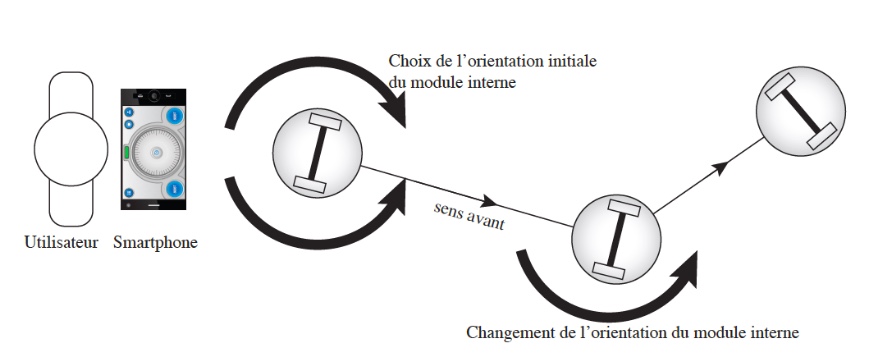 Choix de l'orientation initiale
du module interne
sens avant
Utilisateur
Smartphone
Changement de l'orientation du module interne